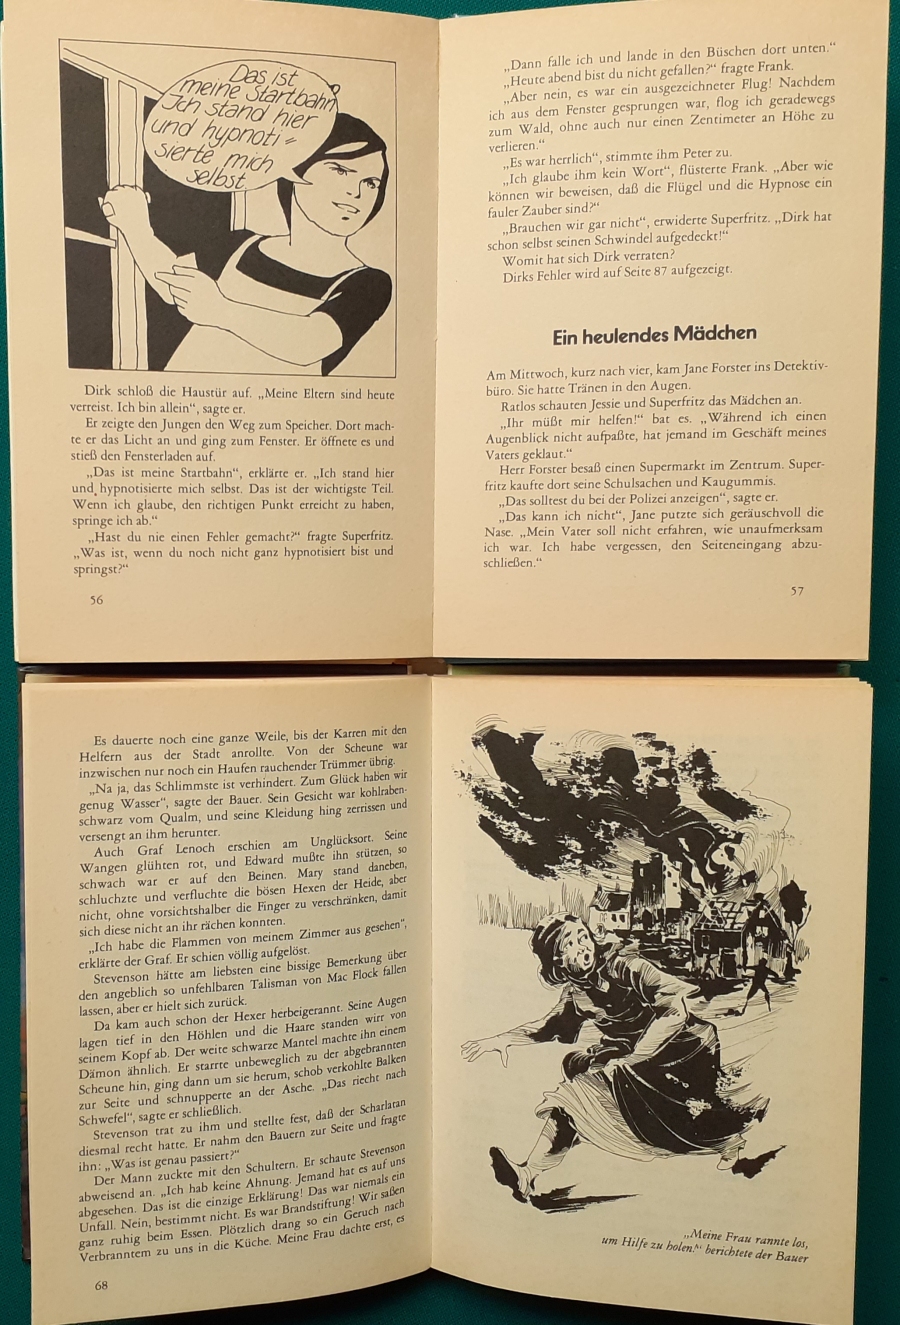 Das ist
meine Startbahn
Ich stand hier
und hypnoti=
sierte mich
selbst
Dirk schloß die Haustür auf. „Meine Eltern sind heute
verreist. Ich bin allein“, sagte er.
Er zeigte den Jungen den Weg zum Speicher. Dort mach-
te er das Licht an und ging zum Fenster. Er öffnete es und
stieß den Fensterladen auf.
„Das ist meine Startbahn“, erklärte er. „Ich stand hier
und hypnotisierte mich selbst. Das ist der wichtigste Teil.
Wenn ich glaube, den richtigen Punkt erreicht zu haben,
springe ich ab.“
„Hast du nie einen Fehler gemacht?“ fragte Superfritz.
„Was ist, wenn du noch nicht ganz hypnotisiert bist und
springst?“
56
„Dann falle ich und lande in den Büschen dort unten.“
„Heute abend bist du nicht gefallen?“ fragte Frank.
„Aber nein, es war ein ausgezeichneter Flug! Nachdem
ich aus dem Fenster gesprungen war, flog ich geradewegs
zum Wald, ohne auch nur einen Zentimeter an Höhe zu
verlieren.“
„Es war herrlich“, stimmte ihm Peter zu.
„Ich glaube ihm kein Wort“, flüsterte Frank. „Aber wie
können wir beweisen, daß die Flügel und die Hypnose ein
fauler Zauber sind?“
„Brauchen wir gar nicht“, erwiderte Superfritz. „Dirk hat
schon selbst seinen Schwindel aufgedeckt!“
Womit hat sich Dirk verraten?
Dirks Fehler wird auf Seite 87 aufgezeigt.
Ein heulendes Mädchen
Am Mittwoch, kurz nach vier, kam Jane Forster ins Detektiv-
büro. Sie hatte Tränen in den Augen.
Ratlos schauten Jessie und Superfritz das Mädchen an.
„Ihr müßt mir helfen!“ bat es. „Während ich einen
Augenblick nicht aufpaßte, hat jemand im Geschäft meines
Vaters geklaut.“
Herr Forster besaß einen Supermarkt im Zentrum. Super-
fritz kaufte dort seine Schulsachen und Kaugummis.
„Das solltest du bei der Polizei anzeigen“, sagte er.
„Das kann ich nicht“, Jane putzte sich geräuschvoll die
Nase. „Mein Vater soll nicht erfahren, wie unaufmerksam
ich war. Ich habe vergessen, den Seiteneingang abzu-
schließen.“
57
Es dauerte noch eine ganze Weile, bis der Karren mit den
Helfern aus der Stadt anrollte. Von der Scheune war
inzwischen nur noch ein Haufen rauchender Trümmer übrig.
„Na ja, das Schlimmste ist verhindert. Zum Glück haben wir
genug Wasser“, sagte der Bauer. Sein Gesicht war kohlraben-
schwarz vom Qualm, und seine Kleidung hing zerrissen und
versengt an ihm herunter.
Auch Graf Lenoch erschien am Unglücksort. Seine
Wangen glühten rot, und Edward mußte ihn stützen, so
schwach war er auf den Beinen. Mary stand daneben,
schluchzte und verfluchte die bösen Hexen der Heide, aber
nicht, ohne vorsichtshalber die Finger zu verschränken, damit
sich diese nicht an ihr rächen konnten.
„Ich habe die Flammen von meinem Zimmer aus gesehen“,
erklärte der Graf. Er schien völlig aufgelöst.
Stevenson hätte am liebsten eine bissige Bemerkung über
den angeblich so unfehlbaren Talisman von Mac Flock fallen
lassen, aber er hielt sich zurück.
Da kam auch schon der Hexer herbeigerannt. Seine Augen
lagen tief in den Höhlen und die Haare standen wirr von
seinem Kopf ab. Der weite schwarze Mantel machte ihn einem
Dämon ähnlich. Er starrte unbeweglich zu der abgebrannten
Scheune hin, ging dann um sie herum, schob verkohlte Balken
zur Seite und schnupperte an der Asche. „Das riecht nach
Schwefel“, sagte er schließlich.
Stevenson trat zu ihm und stellte fest, daß der Scharlatan
diesmal recht hatte. Er nahm den Bauern zur Seite und fragte
ihn: „Was ist genau passiert?“
Der Mann zuckte mit den Schultern. Er schaute Stevenson
abweisend an. „Ich hab keine Ahnung. Jemand hat es auf uns
abgesehen. Das ist die einzige Erklärung! Das war niemals ein
Unfall. Nein, bestimmt nicht. Es war Brandstiftung! Wir saßen
ganz ruhig beim Essen. Plötzlich drang so ein Geruch nach
Verbranntem zu uns in die Küche. Meine Frau dachte erst, es
68
„Meine Frau rannte los,
um Hilfe zu holen!“ berichtete der Bauer